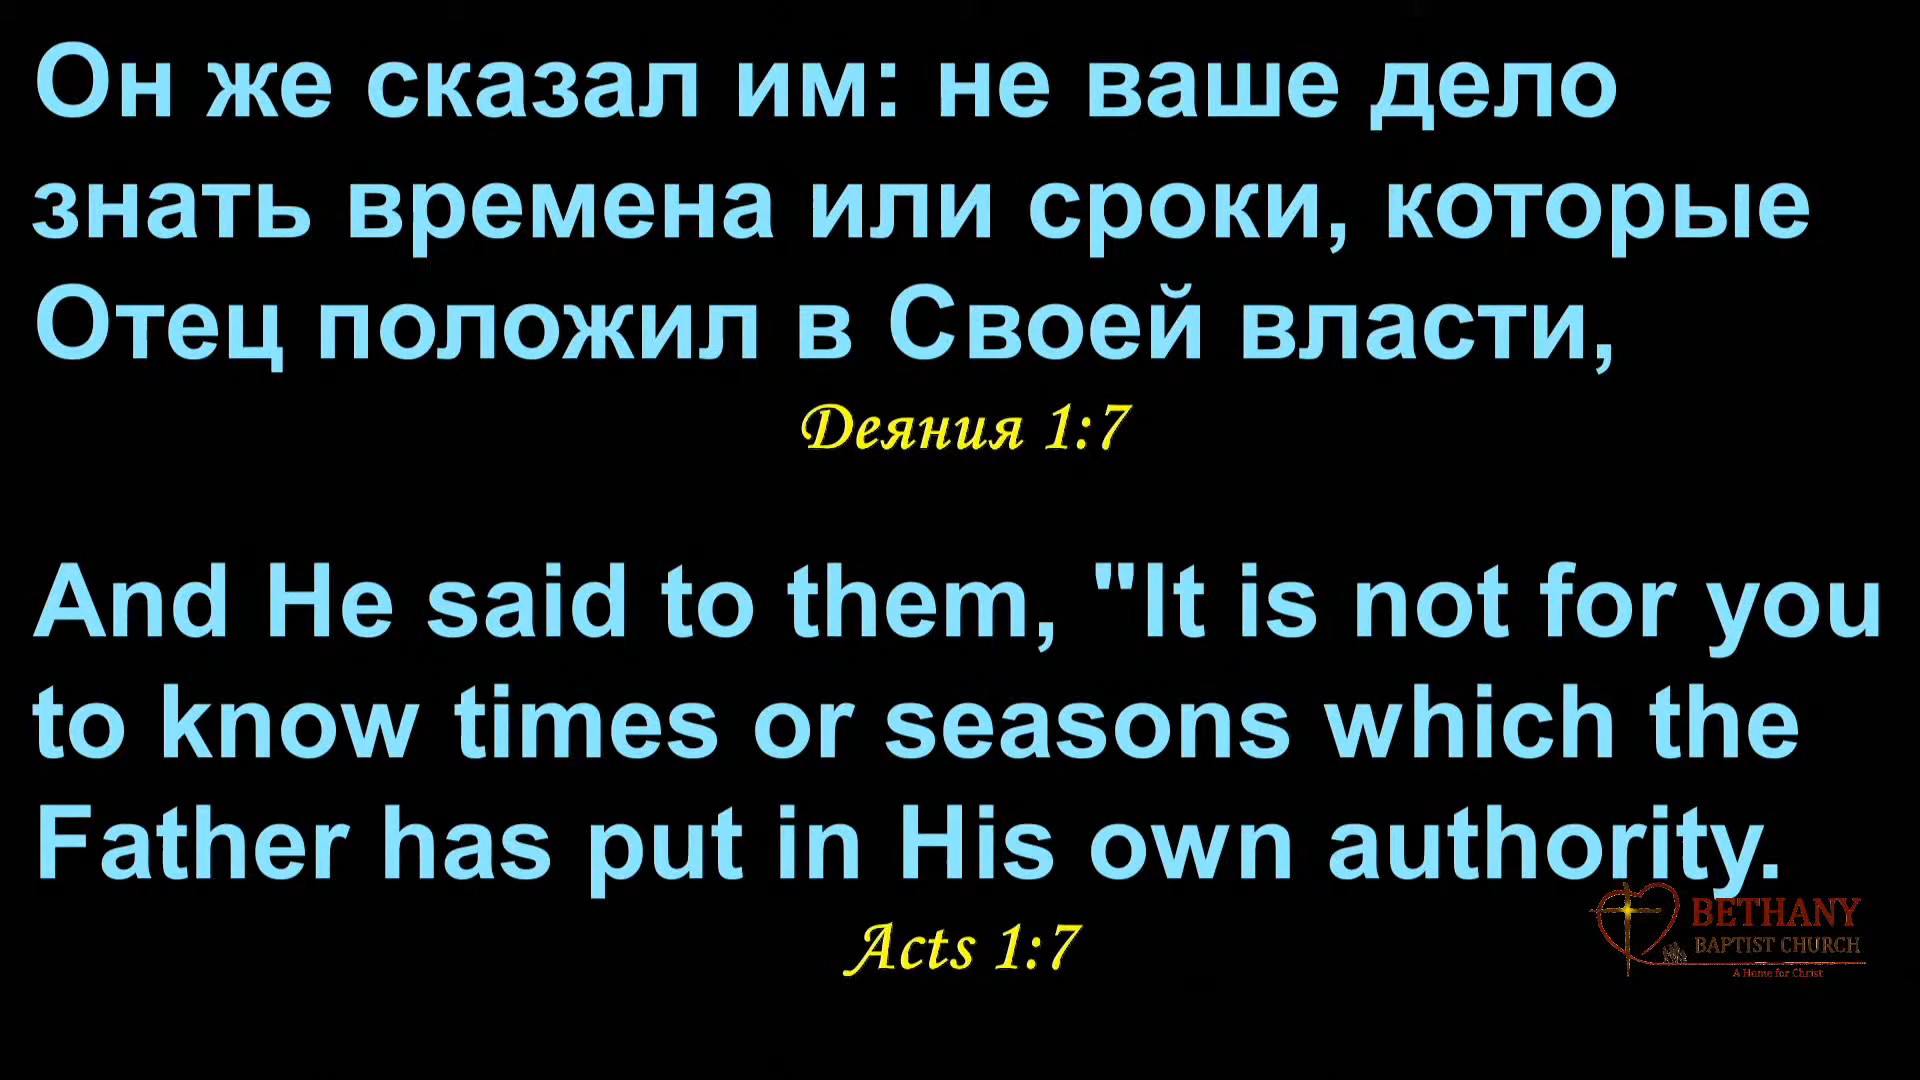 Он же сказал им: не ваше дело
знать времена или сроки, которые
Отец положил в Своей власти,
Деяния 1:7
And He said to them, "It is not for you
to know times or seasons which the
Father has put in His own authority.
Acts 1:7
BETHANY
BAPTIST CHURCH
A Home for Christ